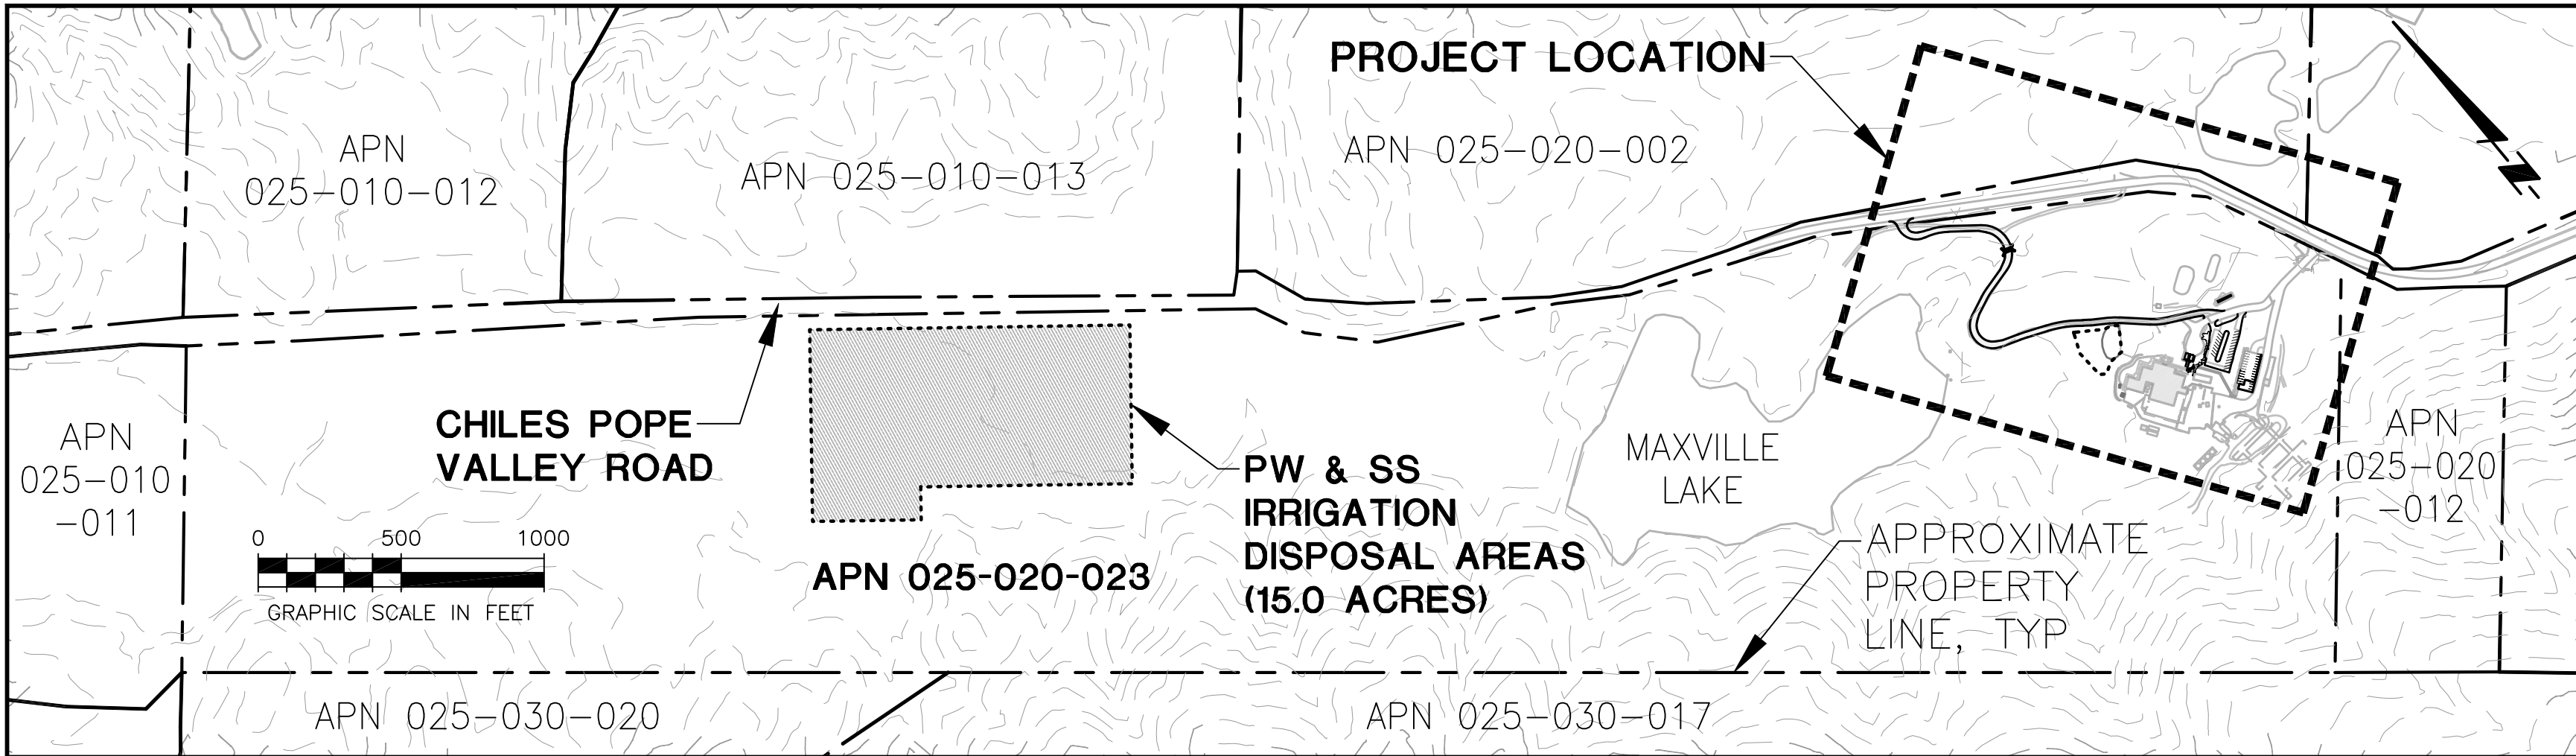 PROJECT LOCATION
APN 025-020-002
APN
025-010-012
APN 025-010-013
N
CHILES POPE
VALLEY ROAD
APN
025-010
-011
MAXVILLE
LAKE
APN
025-020
-012
PW & SS
IRRIGATION
DISPOSAL AREAS
(15.0 ACRES)
0 500 1000
GRAPHIC SCALE IN FEET
APN 025-020-023
APPROXIMATE
PROPERTY
LINE, TYP
APN 025-030-020
APN 025-030-017